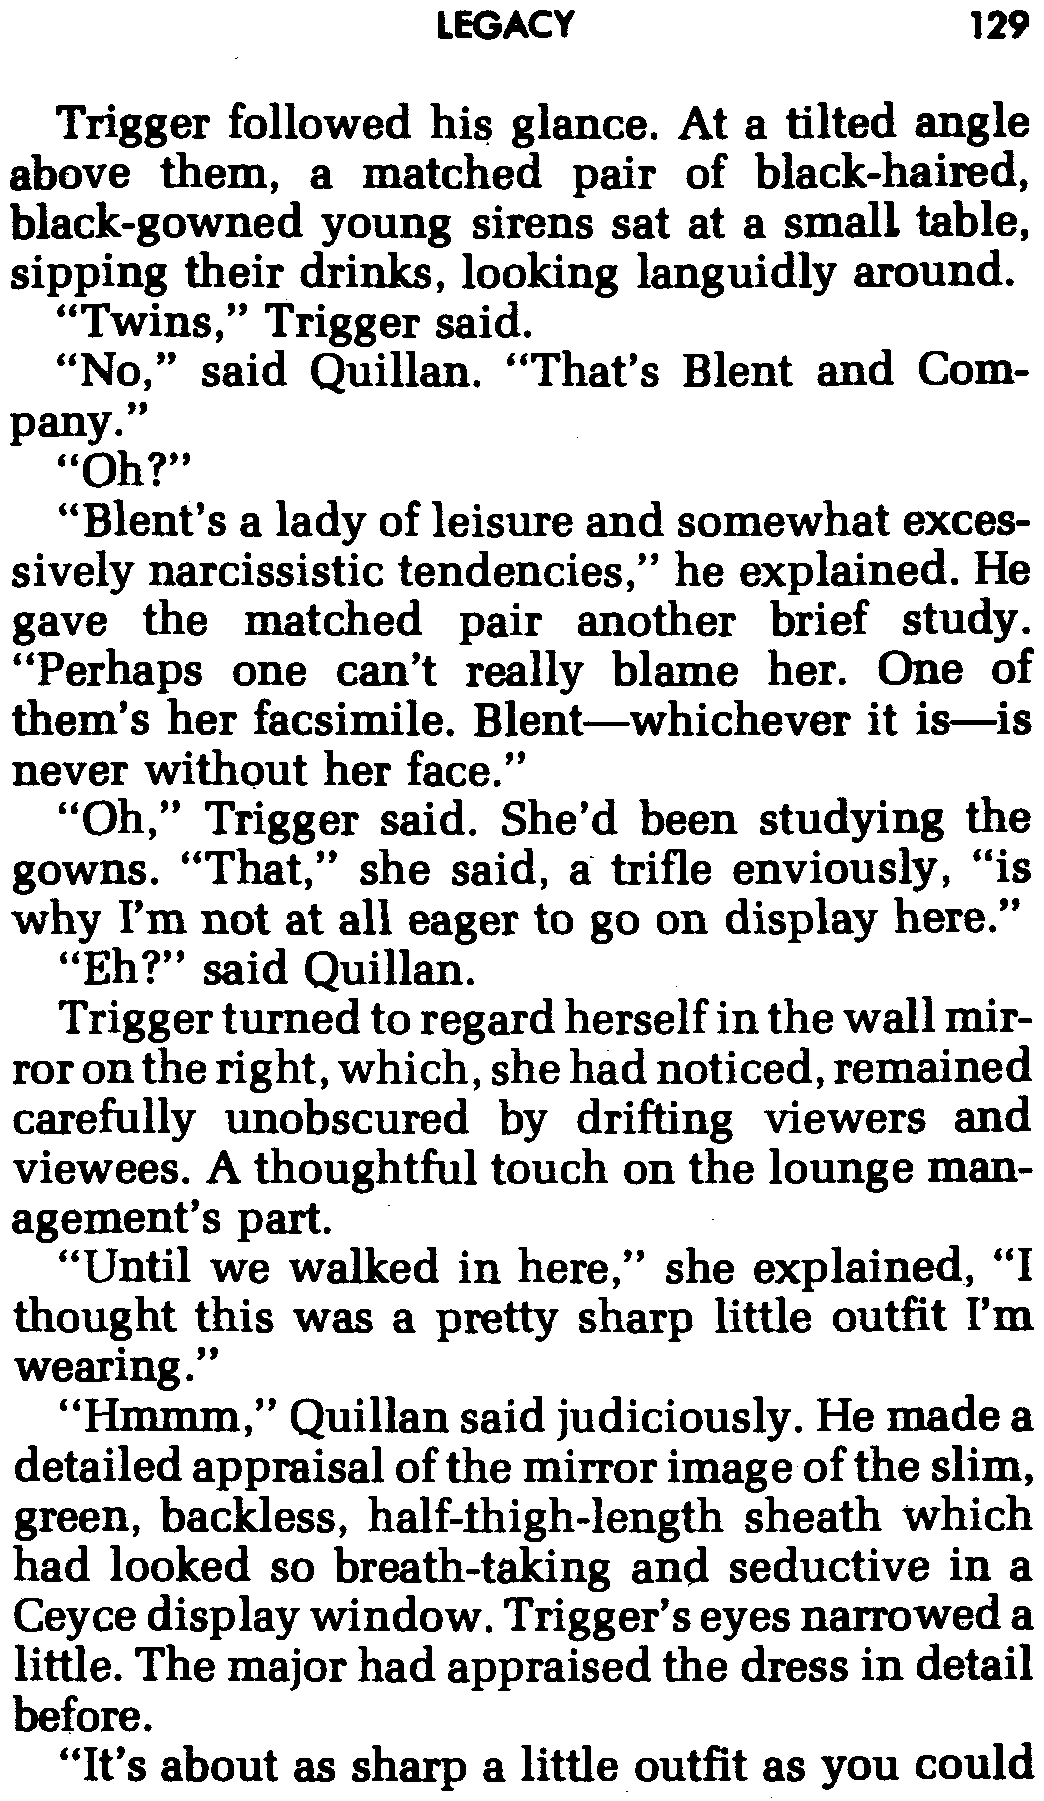 LEGACY 129
Trigger followed his glance. At a tilted angle
above them, a matched pair of black-haired,
black-gowned young sirens sat at a small table,
sipping their drinks, looking languidly around.
“Twins,” Trigger said.
“No,” said Quillan. “That's Blent and Com-
pany.”
“Oh?”
“Blent's a lady of leisure and somewhat exces-
sively narcissistic tendencies,” he explained. He
gave the matched pair another brief study.
“Perhaps one can't really blame her. One of
them's her facsimile. Blent—whichever it is—is
never without her face.”
“Oh,” Trigger said. She'd been studying the
gowns. “That,” she said, a trifle enviously, “is
why I'm not at all eager to go on display here.”
“Eh?” said Quillan.
Trigger turned to regard herself in the wall mir-
ror on the right, which, she had noticed, remained
carefully unobscured by drifting viewers and
viewees. A thoughtful touch on the lounge man-
agement's part.
“Until we walked in here,” she explained, “I
thought this was a pretty sharp little outfit I'm
wearing.”
“Hmmm,” Quillan said judiciously. He made a
detailed appraisal of the mirror image of the slim,
green, backless, half-thigh-length sheath which
had looked so breath-taking and seductive in a
Ceyce display window. Trigger's eyes narrowed a
little. The major had appraised the dress in detail
before.
“It's about as sharp a little outfit as you could